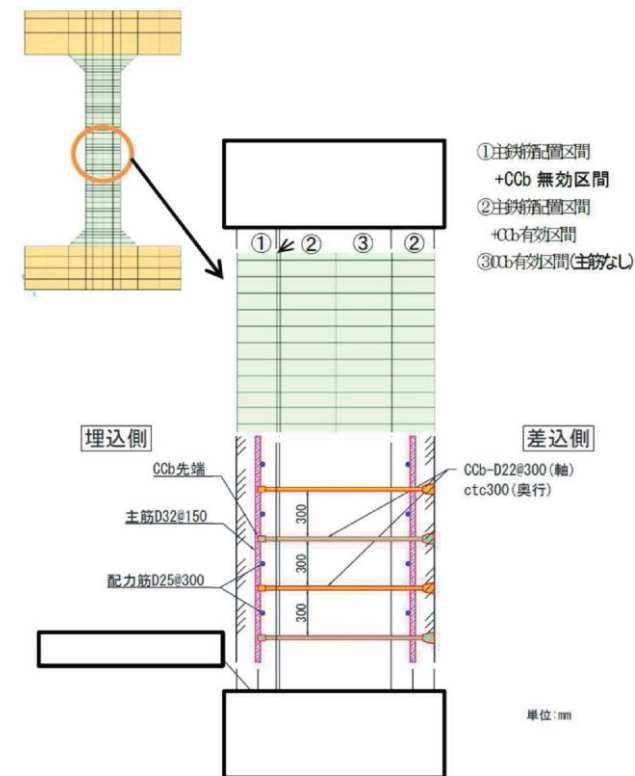 ①主鉄筋配置区間
+CCb 無効区間
②主鉄筋配置区間
+CCb有効区間
③CCb有効区間(主筋なし)
① ② ③ ②
埋込側
差込側
CCb先端
CCb-D22@300(軸)
ctc300(奥行)
主筋D32@150
300
300
配力筋D25@300
300
単位:mm